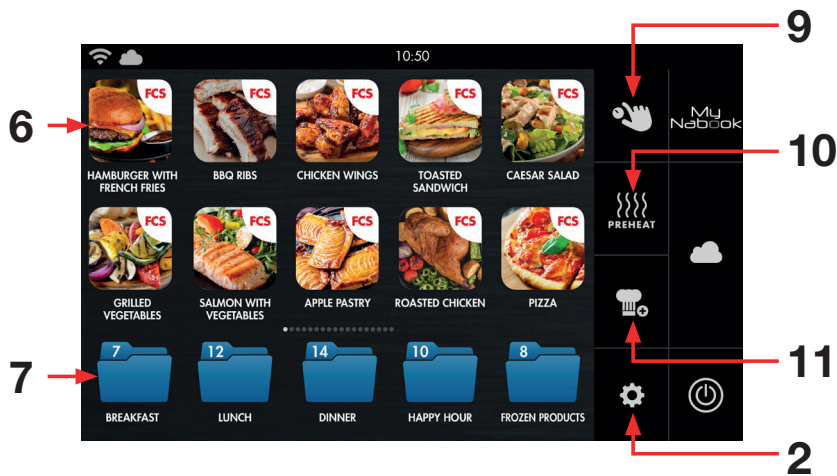 9
10:50
FCS
FCS
FCS
FCS
FCS
My
Nabook
6
10
HAMBURGER WITH
FRENCH FRIES
BBQ RIBS
CHICKEN WINGS
TOASTED
SANDWICH
CAESAR SALAD
PREHEAT
FCS
FCS
FCS
FCS
FCS
GRILLED
VEGETABLES
SALMON WITH
VEGETABLES
APPLE PASTRY
ROASTED CHICKEN
PIZZA
11
7
7
12
14
10
8
BREAKFAST
LUNCH
DINNER
HAPPY HOUR
FROZEN PRODUCTS
2